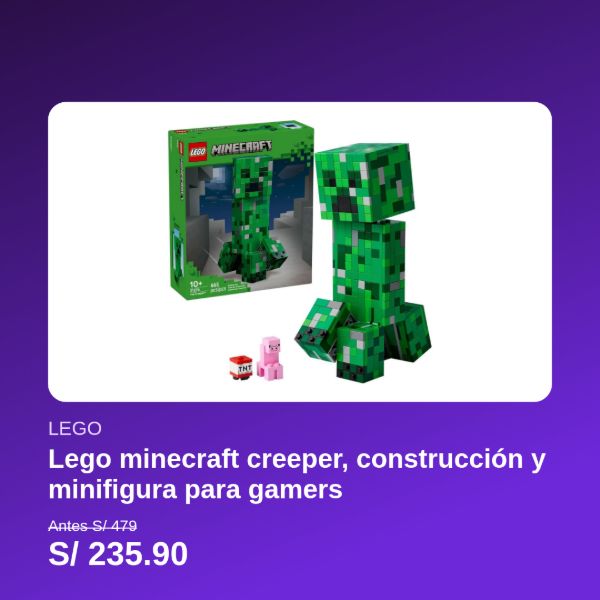 LEGO
MINECRAFT
10+
TNT
LEGO
Lego minecraft creeper, construcción y
minifigura para gamers
Antes S/ 479
S/ 235.90